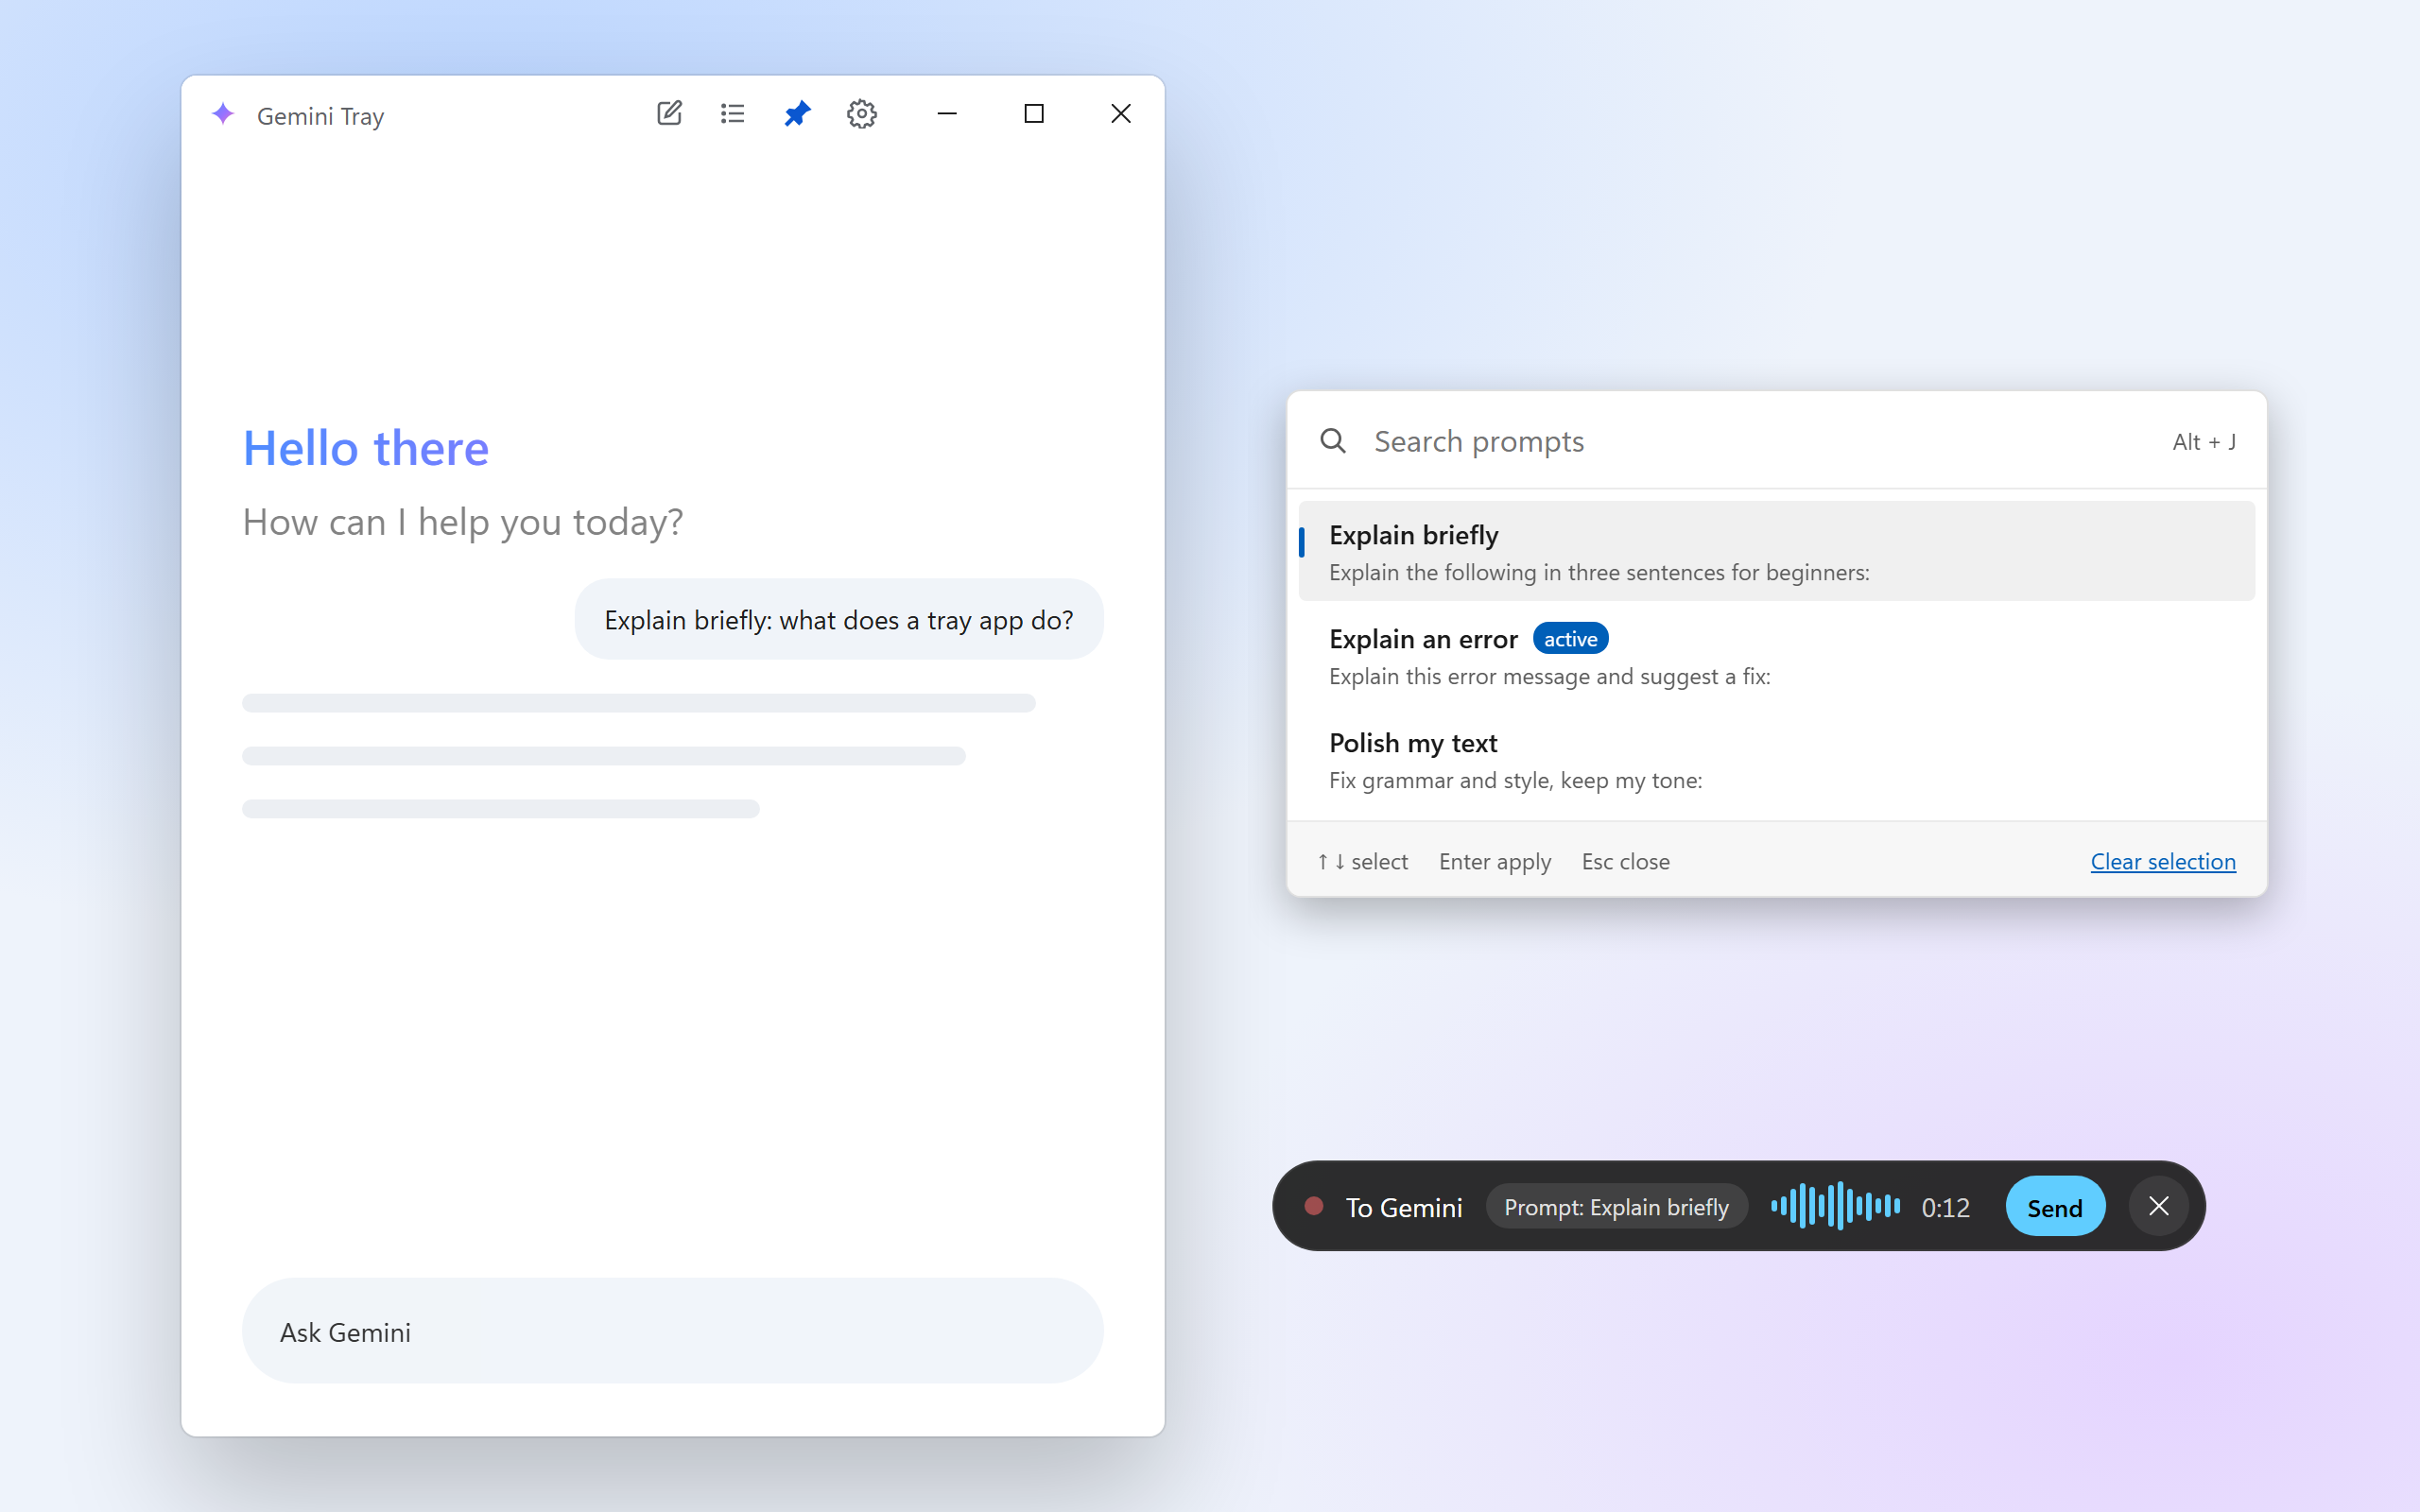 Gemini Tray
Hello there
How can I help you today?
Explain briefly: what does a tray app do?
Ask Gemini
Search prompts
Alt + J
Explain briefly
Explain the following in three sentences for beginners:
Explain an error active
Explain this error message and suggest a fix:
Polish my text
Fix grammar and style, keep my tone:
↑ ↓ select Enter apply Esc close Clear selection
To Gemini Prompt: Explain briefly 0:12 Send